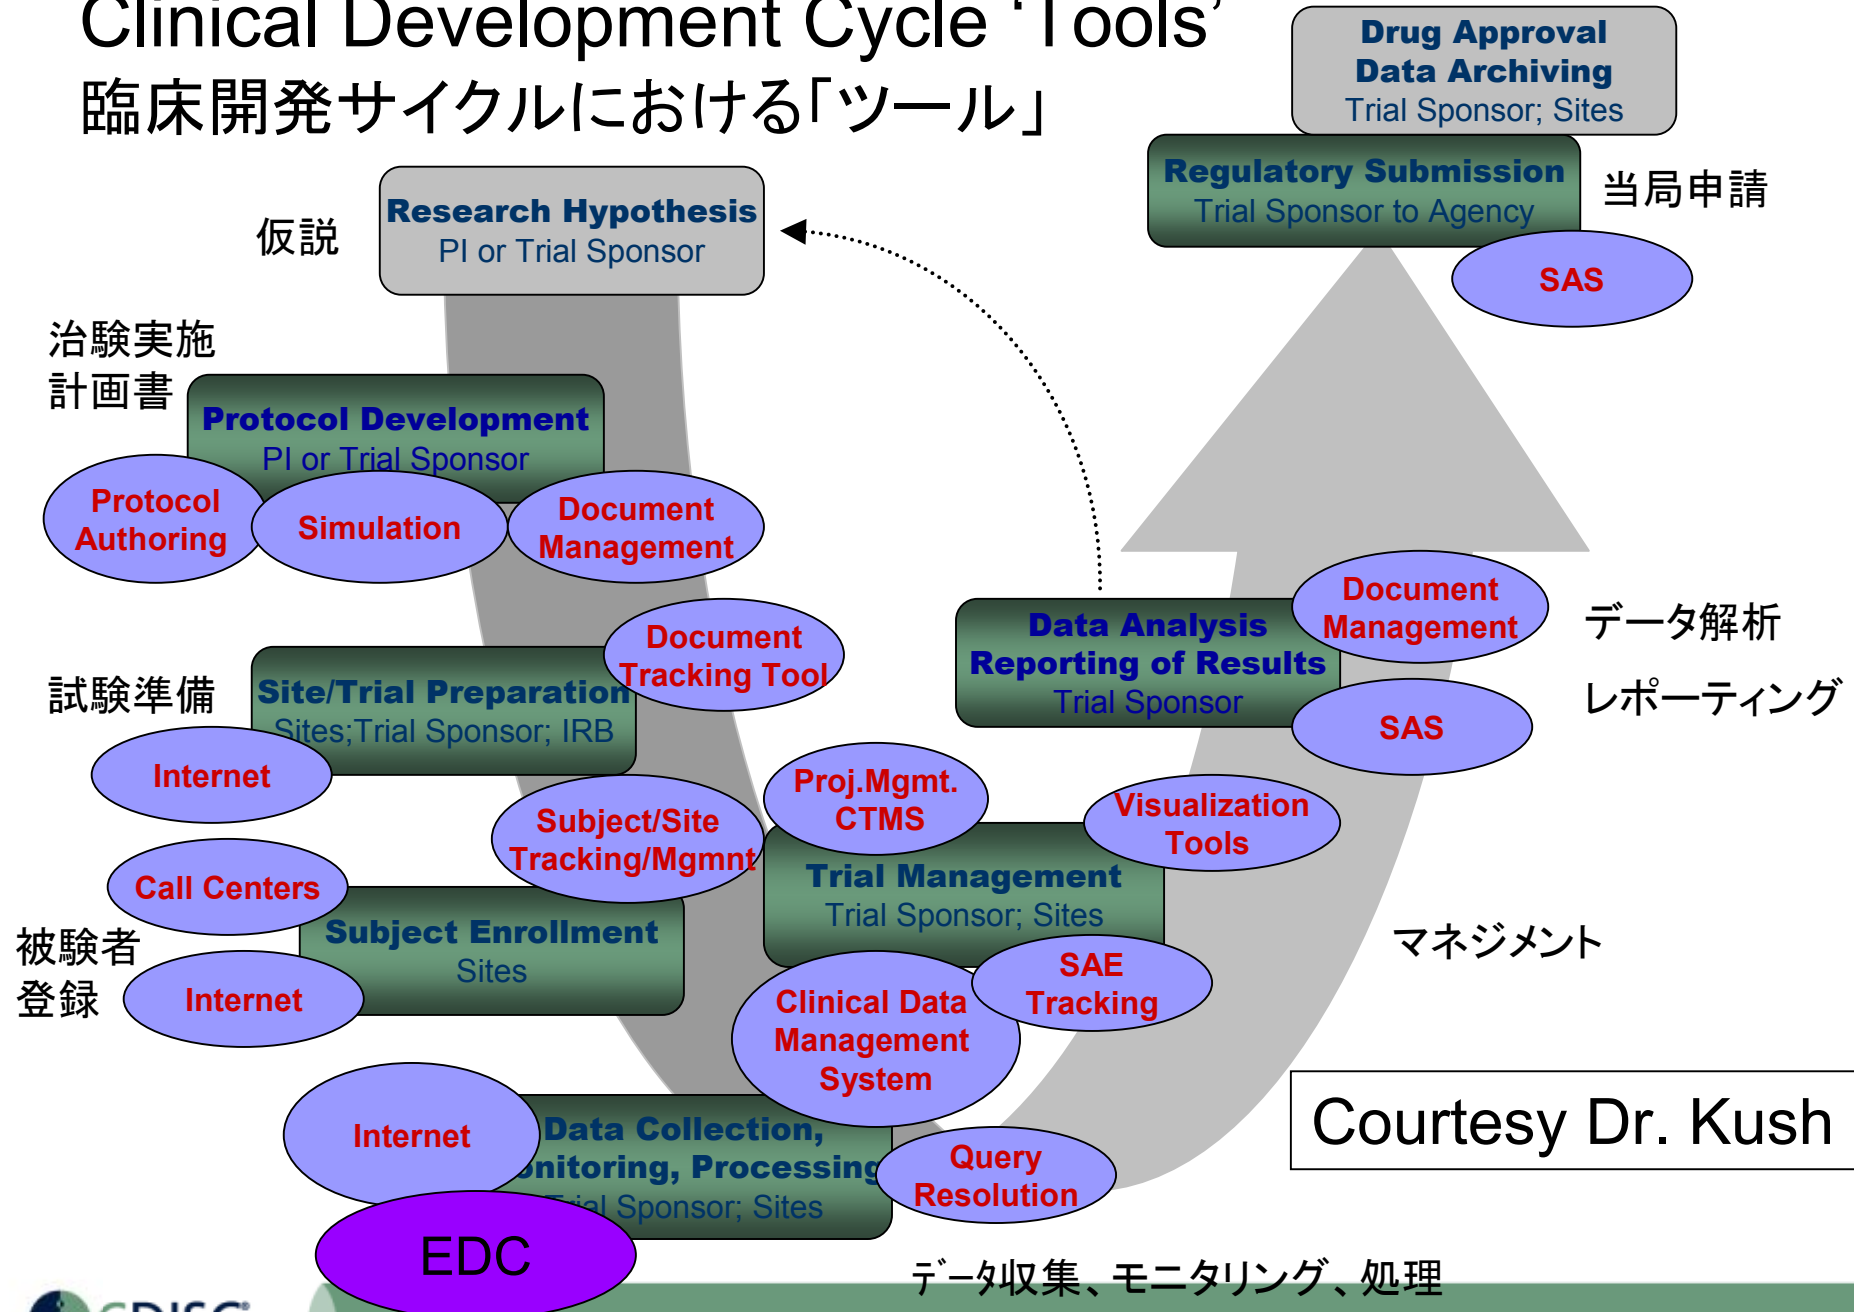 Clinical Development Cycle ‘Tools’
臨床開発サイクルにおける「ツール」
Drug Approval
Data Archiving
Trial Sponsor; Sites
Regulatory Submission
Trial Sponsor to Agency
当局申請
SAS
仮説
Research Hypothesis
PI or Trial Sponsor
治験実施
計画書
Protocol Development
PI or Trial Sponsor
Protocol
Authoring
Simulation
Document
Management
Document
Tracking Tool
試験準備
Site/Trial Preparation
Sites;Trial Sponsor; IRB
Internet
Data Analysis
Reporting of Results
Trial Sponsor
Document
Management
SAS
データ解析
レポーティング
Subject/Site
Tracking/Mgmnt
Proj.Mgmt.
CTMS
Visualization
Tools
Trial Management
Trial Sponsor; Sites
マネジメント
Call Centers
被験者
登録
Subject Enrollment
Sites
Internet
SAE
Tracking
Clinical Data
Management
System
Internet
Data Collection,
onitoring, Processing
Trial Sponsor; Sites
Query
Resolution
EDC
Courtesy Dr. Kush
データ収集、モニタリング、処理
CDISC